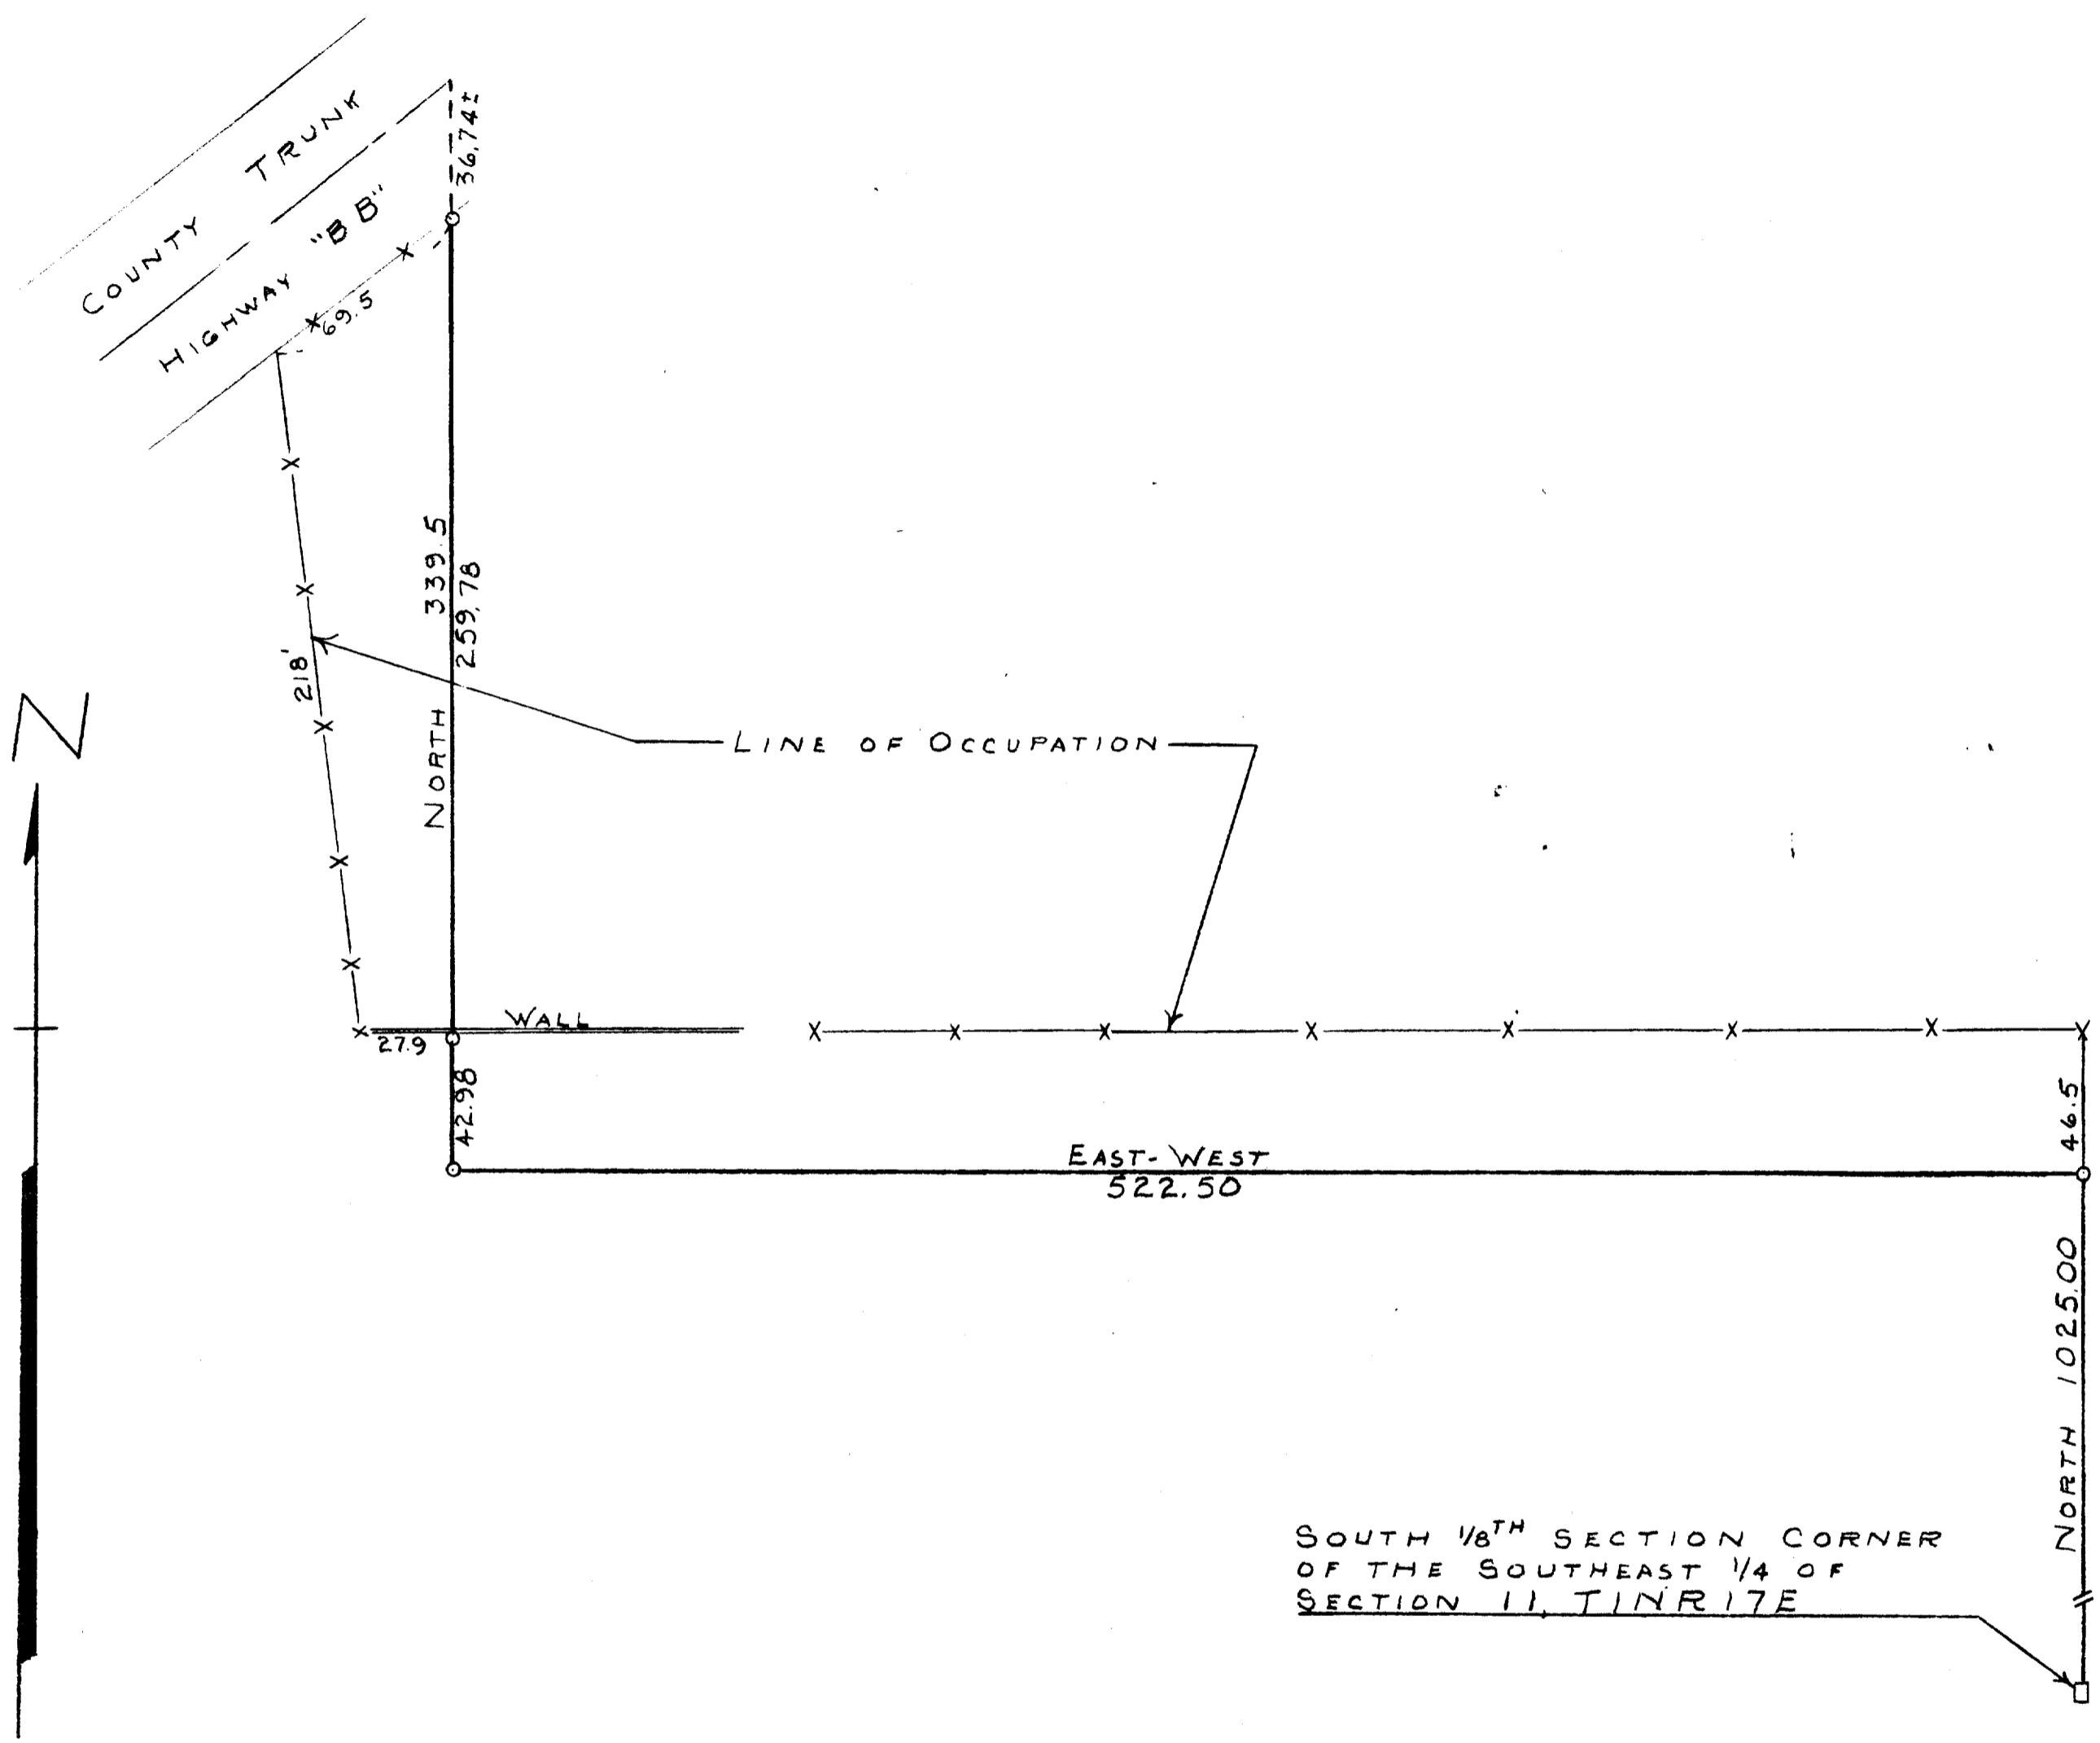 COUNTY TRUNK
HIGHWAY "BB"
36.74±
69.5
NORTH 339.5
259.78
218'
N
LINE OF OCCUPATION
WALL
27.9
42.98
46.5
EAST-WEST
522.50
NORTH 1025.00
SOUTH 1/8TH SECTION CORNER
OF THE SOUTHEAST 1/4 OF
SECTION 11, T1NR17E